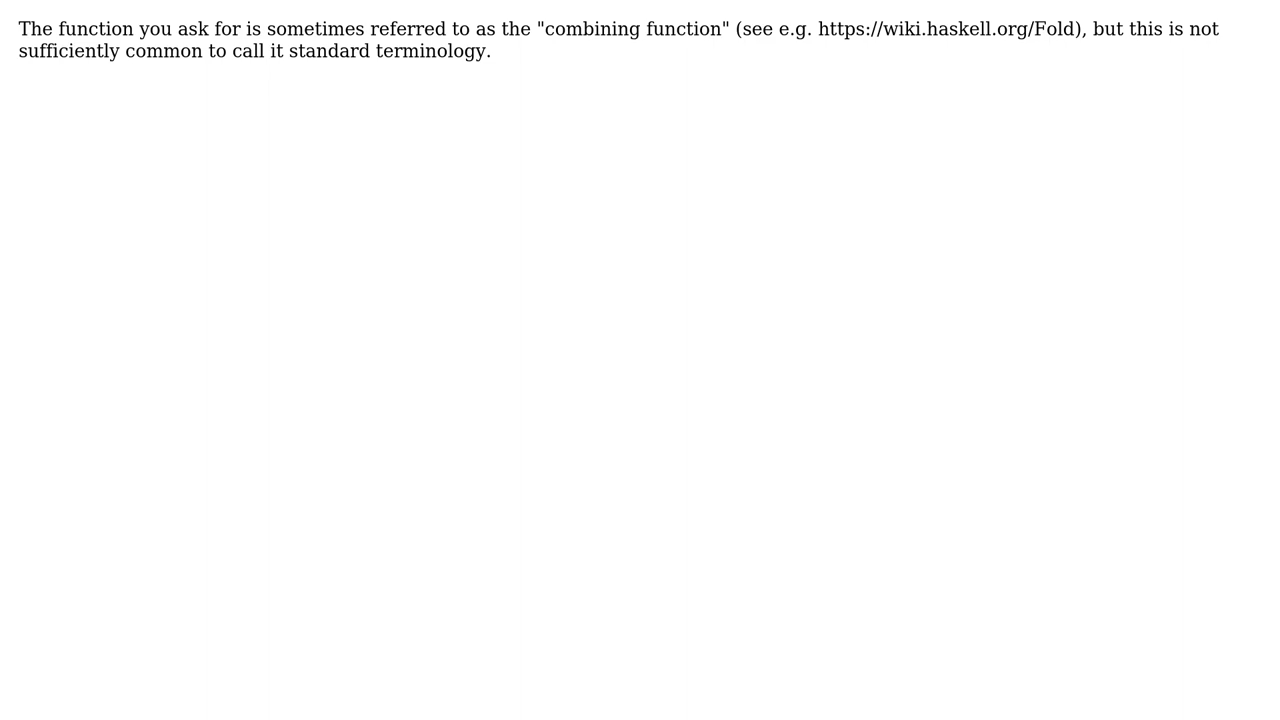 The function you ask for is sometimes referred to as the "combining function" (see e.g. https://wiki.haskell.org/Fold), but this is not
sufficiently common to call it standard terminology.